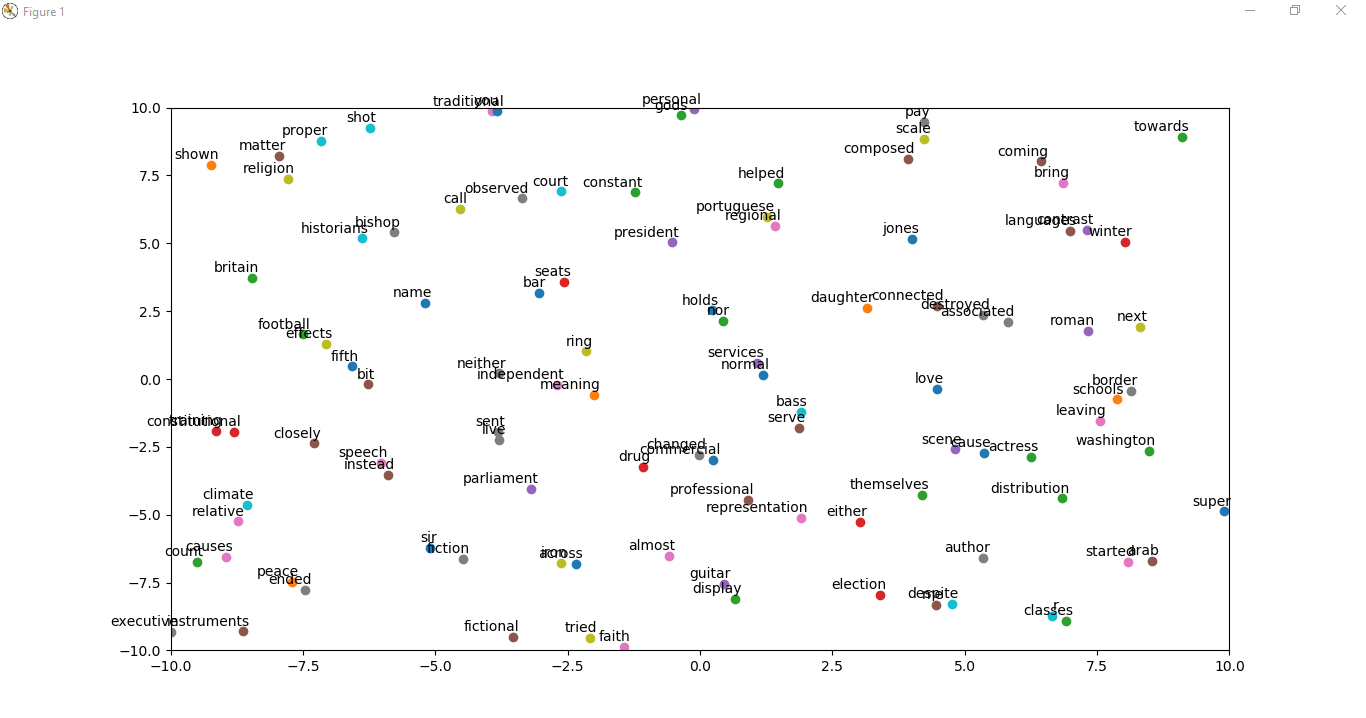 Figure 1
traditional
you
personal
gods
10.0
shot
pay
scale
towards
proper
matter
shown
religion
composed
coming
bring
helped
7.5
observed
court
constant
call
portuguese
regional
bishop
historians
president
jones
languages
contrast
winter
5.0
britain
seats
bar
name
holds
nor
daughter
connected
destroyed
associated
2.5
roman
next
football
effects
fifth
bit
ring
neither
independent
meaning
services
normal
love
0.0
border
schools
leaving
bass
serve
training
constitutional
closely
sent
live
washington
-2.5
speech
instead
changed
commercial
drug
scene
cause
actress
parliament
professional
representation
themselves
distribution
either
super
climate
relative
−5.0
causes
count
sir
fiction
iron
across
almost
author
started
arab
peace
ended
−7.5
guitar
display
election
despite
me
r
classes
executive
instruments
fictional
tried
faith
−10.0
−10.0 −7.5 −5.0 −2.5 0.0 2.5 5.0 7.5 10.0